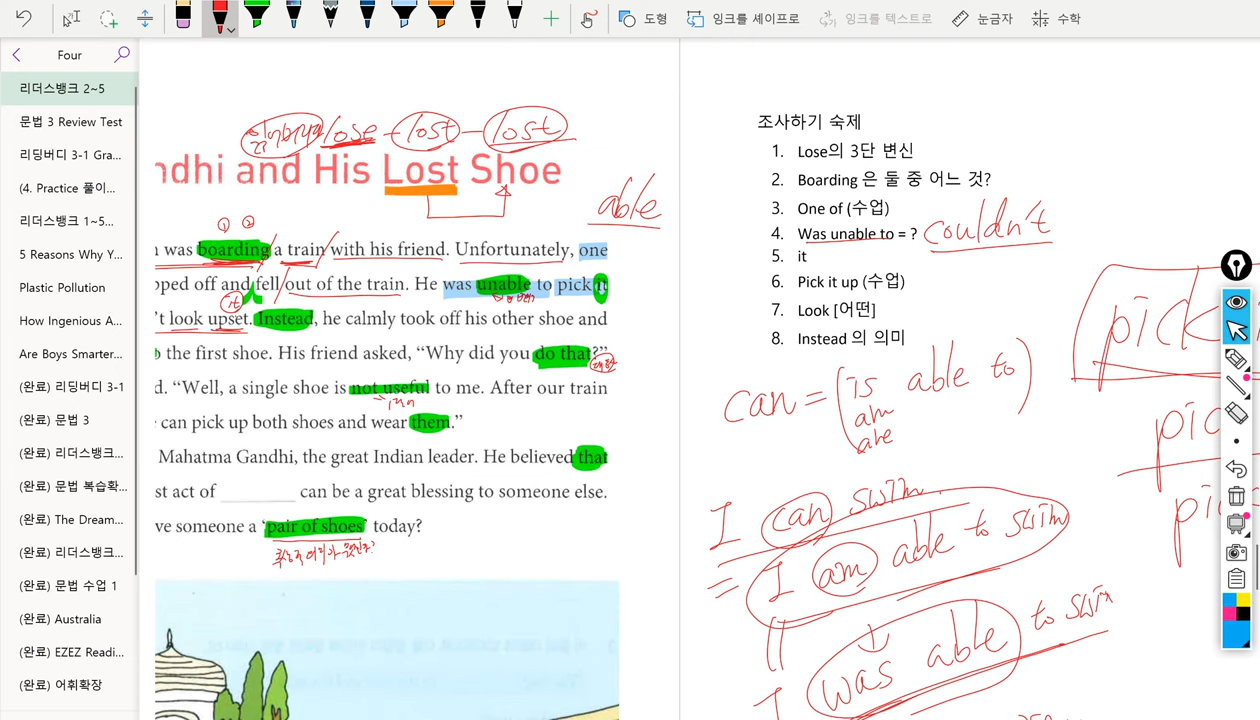 도형
잉크를 셰이프로
잉크를 텍스트로
눈금자
수학
Four
리더스뱅크 2~5
문법 3 Review Test
리딩버디 3-1 Gra...
(4. Practice 풀이...
리더스뱅크 1~5...
5 Reasons Why Y...
Plastic Pollution
How Ingenious A...
Are Boys Smarter...
(완료) 리딩버디 3-1
(완료) 문법 3
(완료) 리더스뱅크...
(완료) 문법 복습확...
(완료) The Dream...
(완료) 리더스뱅크...
(완료) 문법 수업 1
(완료) Australia
(완료) EZEZ Readi...
(완료) 어휘확장
lose - lost - lost
ndhi and His Lost Shoe
able
① ②
was boarding a train with his friend. Unfortunately, one
pped off and fell out of the train. He was unable to pick it
it
't look upset. Instead, he calmly took off his other shoe and
the first shoe. His friend asked, “Why did you do that?”
d. “Well, a single shoe is not useful to me. After our train
can pick up both shoes and wear them.”
Mahatma Gandhi, the great Indian leader. He believed that
st act of ________ can be a great blessing to someone else.
ve someone a ‘pair of shoes’ today?
조사하기 숙제
1. Lose의 3단 변신
2. Boarding 은 둘 중 어느 것?
3. One of (수업)
4. Was unable to = ? couldn't
5. it
6. Pick it up (수업)
7. Look [어떤]
8. Instead 의 의미
pick
can = ( is able to )
am
are
pic
pic
I can swim.
= I am able to swim
I was able to swim